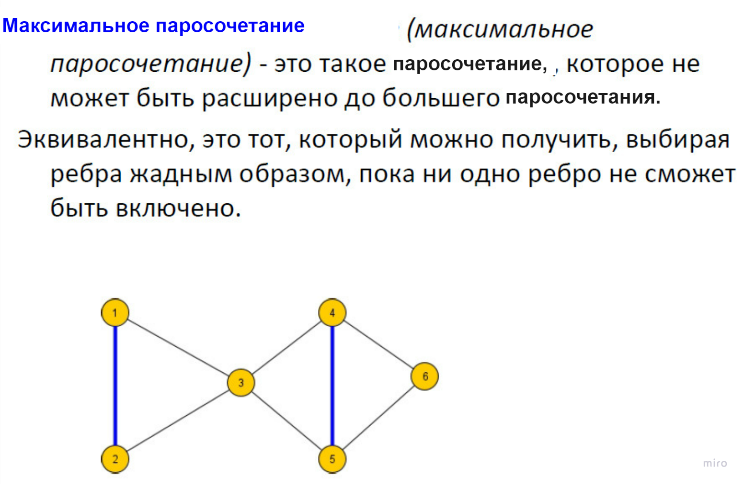 Максимальное паросочетание (максимальное
паросочетание) - это такое паросочетание, , которое не
может быть расширено до большего паросочетания.
Эквивалентно, это тот, который можно получить, выбирая
ребра жадным образом, пока ни одно ребро не сможет
быть включено.
1
4
3
6
2
5
miro